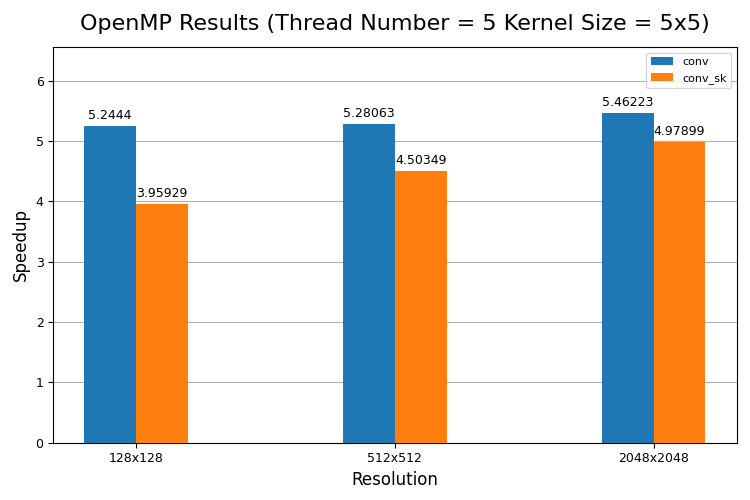 OpenMP Results (Thread Number = 5 Kernel Size = 5x5)
conv
conv_sk
6
5
4
3
2
1
0
Speedup
5.2444
3.95929
5.28063
4.50349
5.46223
4.97899
128x128
512x512
2048x2048
Resolution